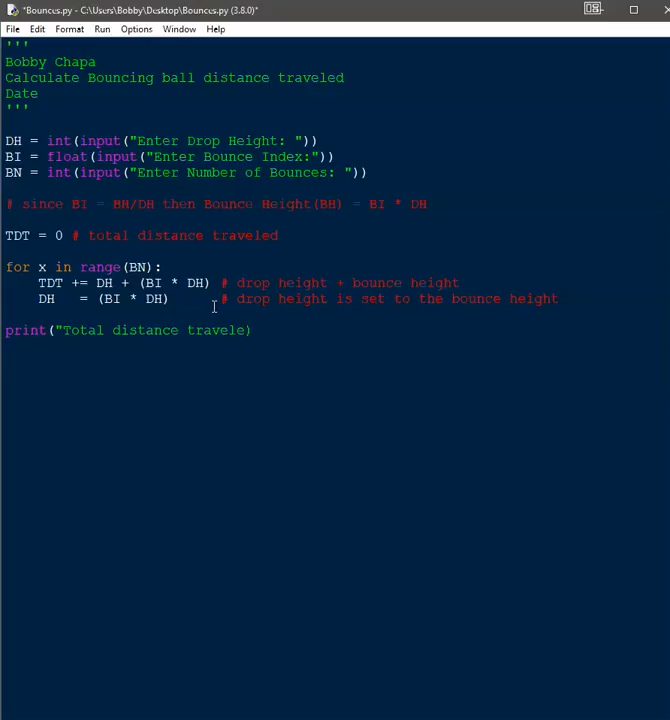 *Bounces.py - C:\Users\Bobby\Desktop\Bounces.py (3.8.0)*
File Edit Format Run Options Window Help
'''
Bobby Chapa
Calculate Bouncing ball distance traveled
Date
'''
DH = int(input("Enter Drop Height: "))
BI = float(input("Enter Bounce Index:"))
BN = int(input("Enter Number of Bounces: "))
# since BI = BH/DH then Bounce Height(BH) = BI * DH
TDT = 0 # total distance traveled
for x in range(BN):
    TDT += DH + (BI * DH) # drop height + bounce height
    DH   = (BI * DH)      # drop height is set to the bounce height
print("Total distance travele)